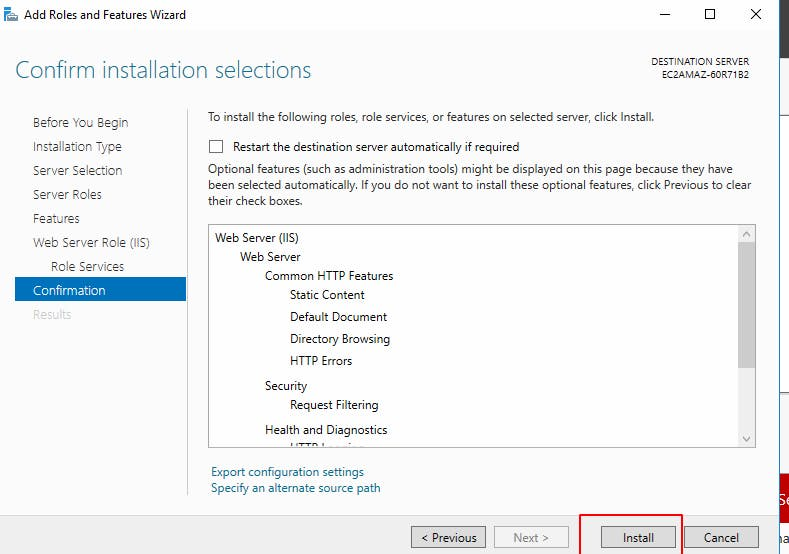 Add Roles and Features Wizard
Confirm installation selections
DESTINATION SERVER
EC2AMAZ-60R71B2
Before You Begin
Installation Type
Server Selection
Server Roles
Features
Web Server Role (IIS)
Role Services
Confirmation
Results
To install the following roles, role services, or features on selected server, click Install.
Restart the destination server automatically if required
Optional features (such as administration tools) might be displayed on this page because they have
been selected automatically. If you do not want to install these optional features, click Previous to clear
their check boxes.
Web Server (IIS)
Web Server
Common HTTP Features
Static Content
Default Document
Directory Browsing
HTTP Errors
Security
Request Filtering
Health and Diagnostics
Export configuration settings
Specify an alternate source path
< Previous
Next >
Install
Cancel